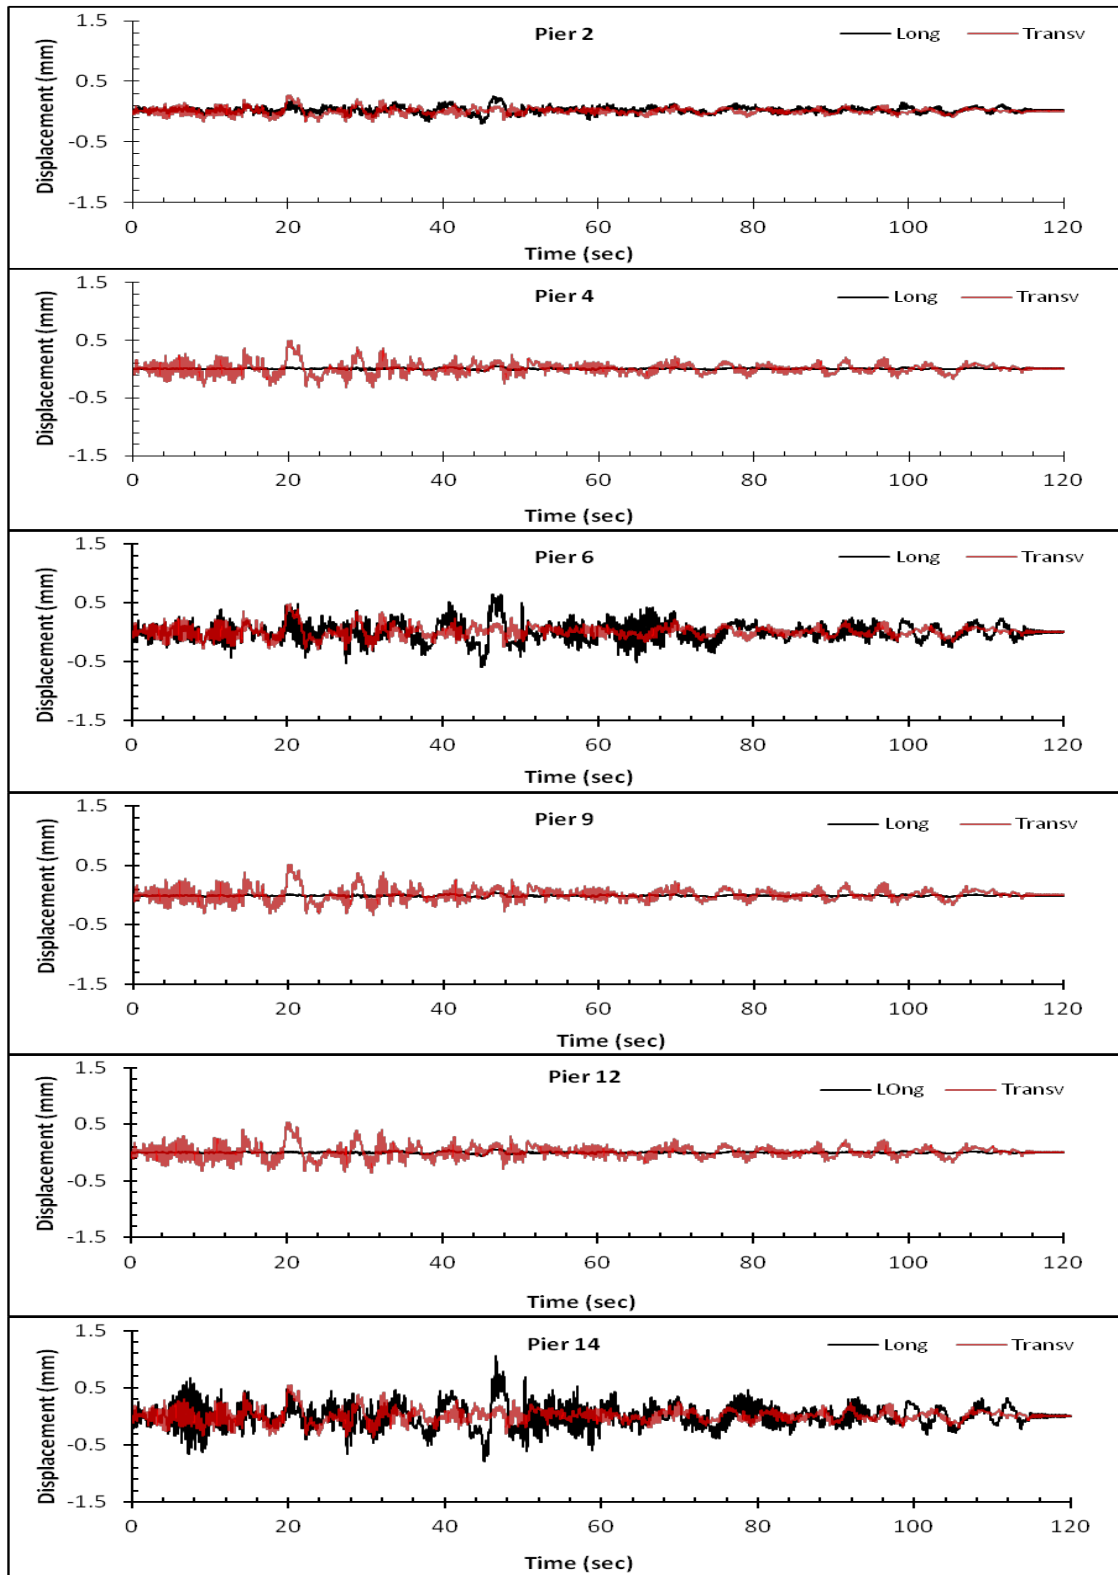 Pier 2
Long Transv
Displacement (mm)
1.5
0.5
-0.5
-1.5
0 20 40 60 80 100 120
Time (sec)
Pier 4
Long Transv
Displacement (mm)
1.5
0.5
-0.5
-1.5
0 20 40 60 80 100 120
Time (sec)
Pier 6
Long Transv
Displacement (mm)
1.5
0.5
-0.5
-1.5
0 20 40 60 80 100 120
Time (sec)
Pier 9
Long Transv
Displacement (mm)
1.5
0.5
-0.5
-1.5
0 20 40 60 80 100 120
Time (sec)
Pier 12
LOng Transv
Displacement (mm)
1.5
0.5
-0.5
-1.5
0 20 40 60 80 100 120
Time (sec)
Pier 14
Long Transv
Displacement (mm)
1.5
0.5
-0.5
-1.5
0 20 40 60 80 100 120
Time (sec)